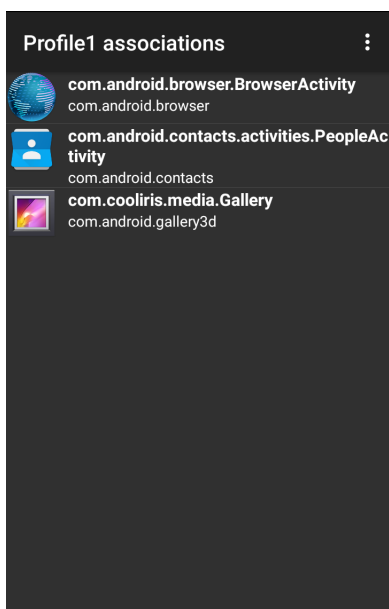 Profile1 associations
com.android.browser.BrowserActivity
com.android.browser
com.android.contacts.activities.PeopleAc
tivity
com.android.contacts
com.cooliris.media.Gallery
com.android.gallery3d